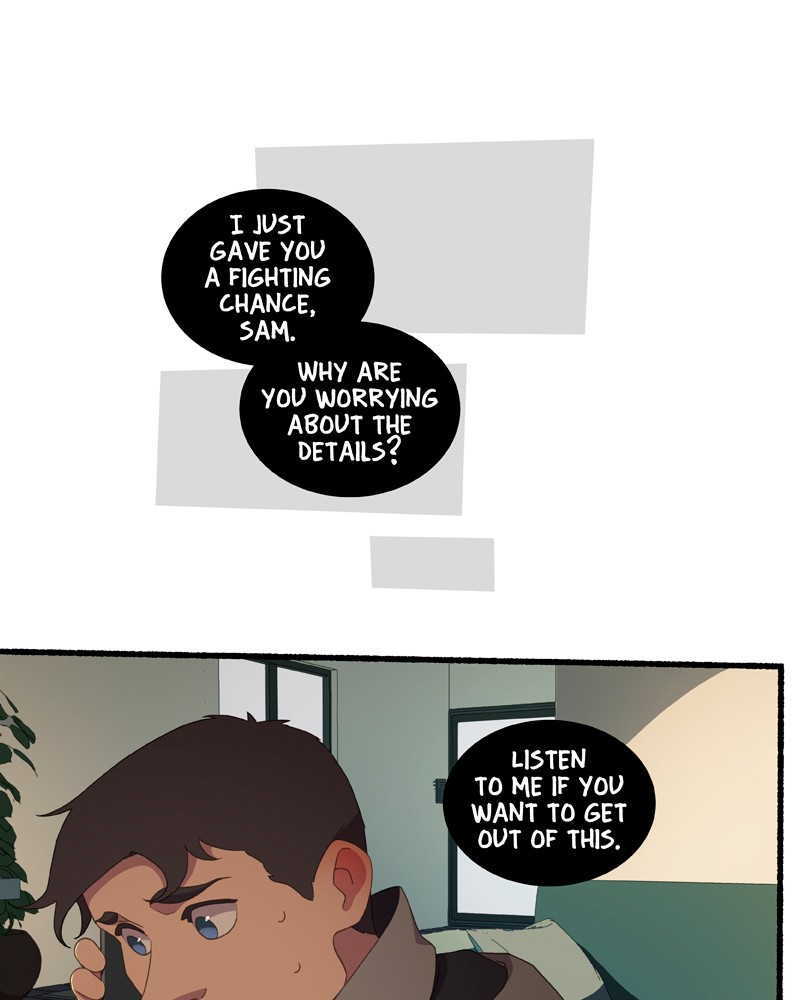 I JUST
GAVE YOU
A FIGHTING
CHANCE,
SAM.
WHY ARE
YOU WORRYING
ABOUT THE
DETAILS?
LISTEN
TO ME IF YOU
WANT TO GET
OUT OF THIS.